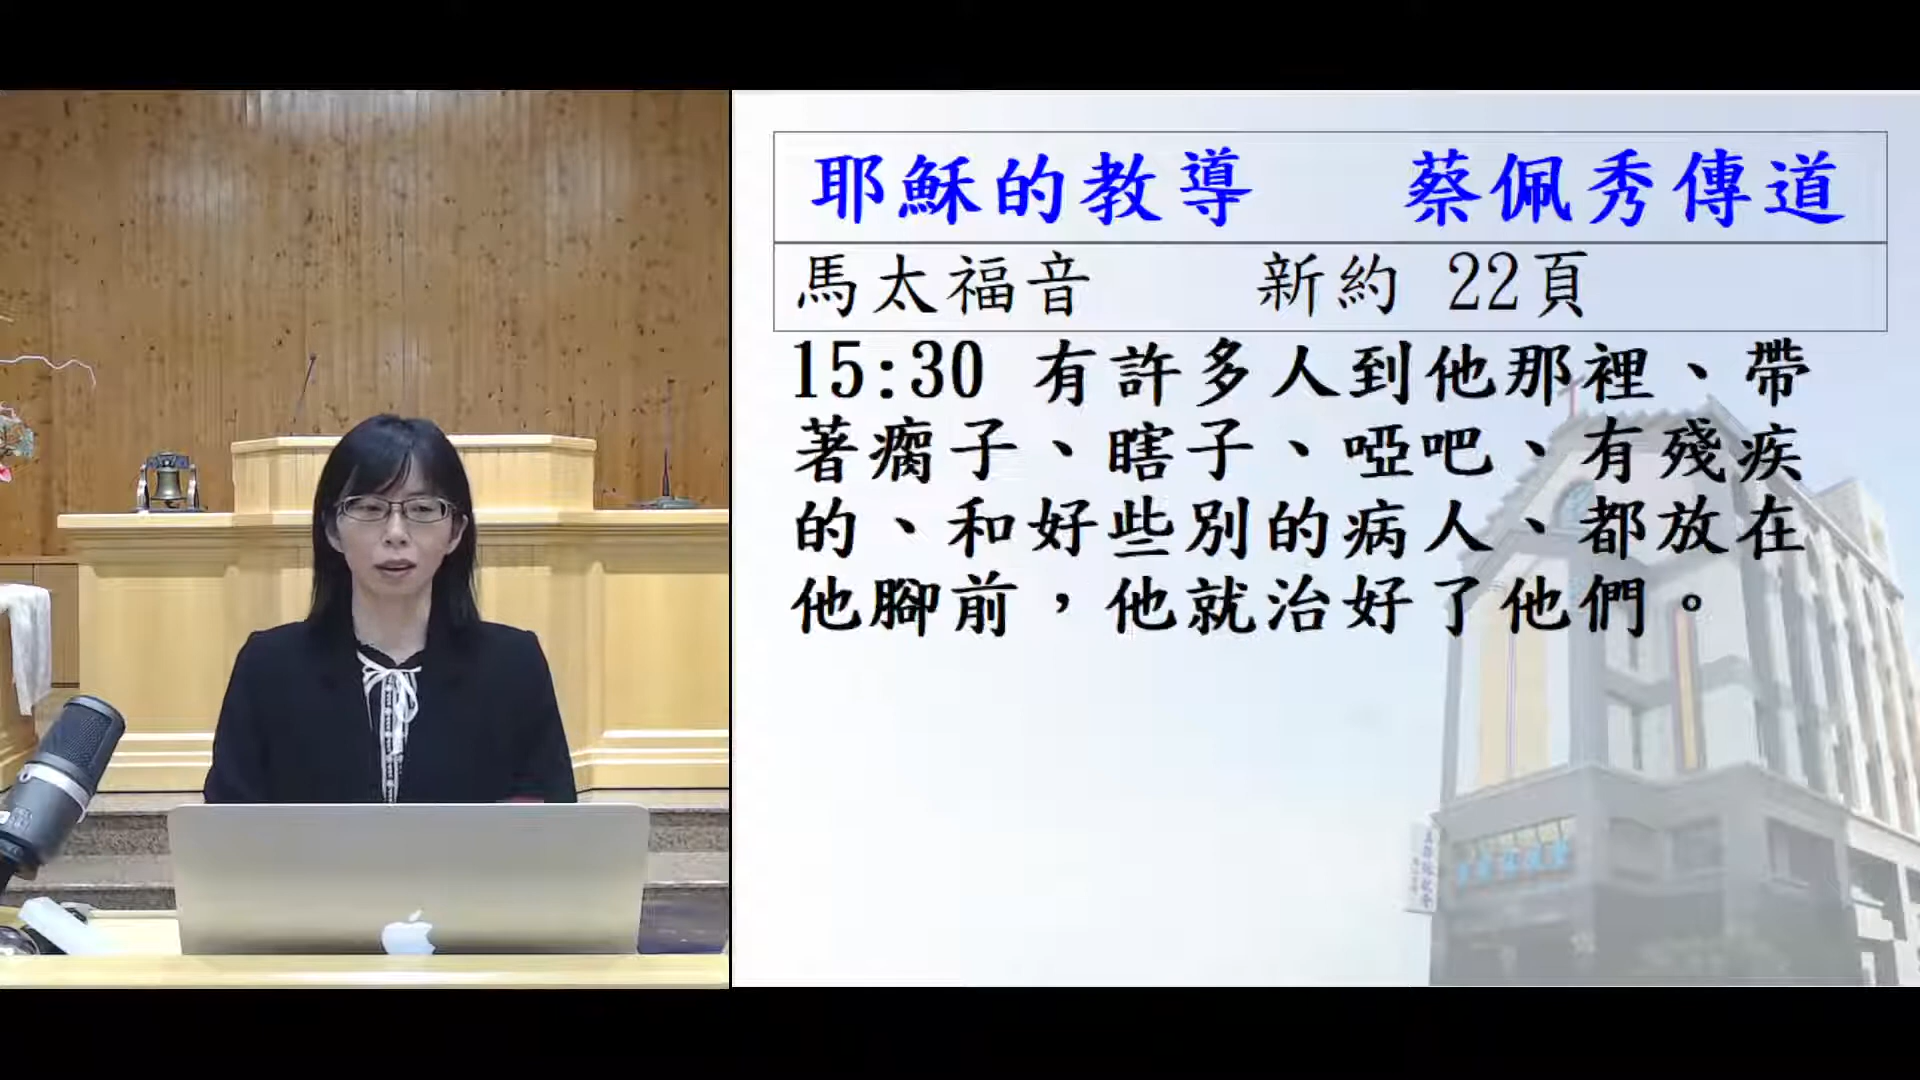 耶穌的教導 蔡佩秀傳道
馬太福音 新約 22頁
15:30 有許多人到他那裡、帶
著瘸子、瞎子、啞吧、有殘疾
的、和好些別的病人、都放在
他腳前,他就治好了他們。